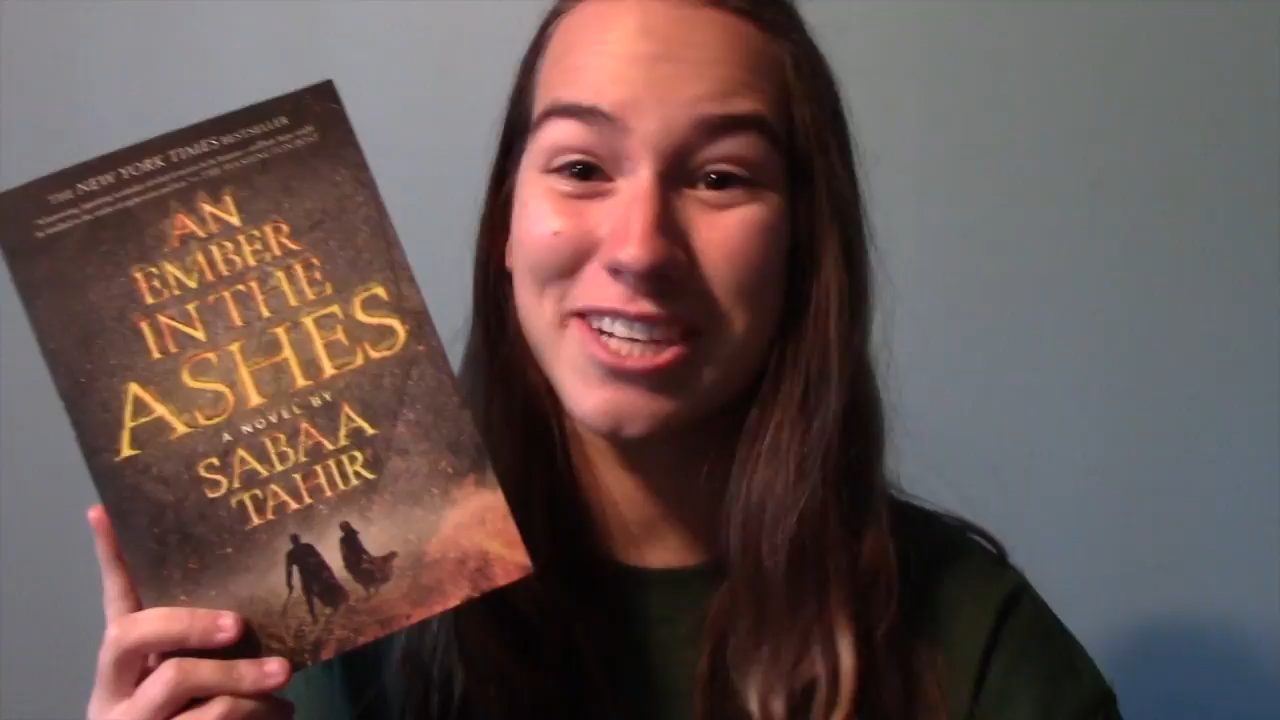 THE NEW YORK TIMES BESTSELLER
AN
EMBER
IN THE
ASHES
A NOVEL BY
SABAA
TAHIR